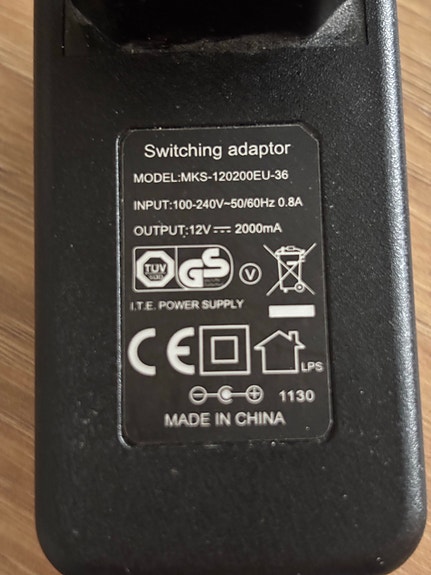 Switching adaptor
MODEL:MKS-120200EU-36
INPUT:100-240V~50/60Hz 0.8A
OUTPUT:12V⎓2000mA
TUV GS V
I.T.E. POWER SUPPLY
CE LPS
1130
MADE IN CHINA